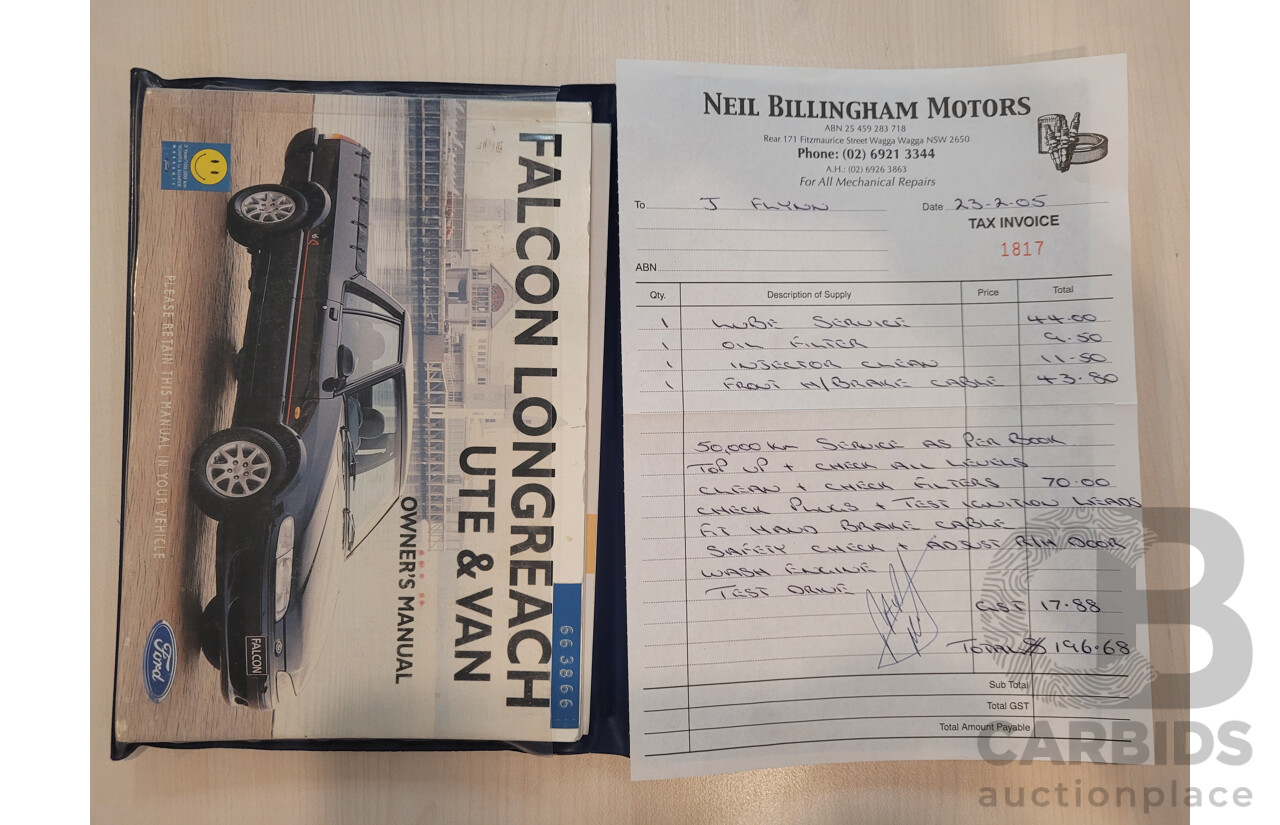 FALCON LONGREACH
UTE & VAN
OWNER'S MANUAL
663866
PLEASE RETAIN THIS MANUAL IN YOUR VEHICLE
FALCON
Ford
NEIL BILLINGHAM MOTORS
ABN 25 459 283 718
Rear 171 Fitzmaurice Street Wagga Wagga NSW 2650
Phone: (02) 6921 3344
A.H.: (02) 6926 3863
For All Mechanical Repairs
To J FLYNN Date 23-2-05
TAX INVOICE
1817
ABN
Qty. Description of Supply Price Total
1 LUBE SERVICE 44.00
1 OIL FILTER 9.50
1 INJECTOR CLEAN 11-50
1 FRONT H/BRAKE CABLE 43.80
50,000 Km SERVICE AS PER BOOK
TOP UP + CHECK ALL LEVELS
CLEAN + CHECK FILTERS 70.00
CHECK PLUGS + TEST IGNITION LEADS
FIT HAND BRAKE CABLE
SAFETY CHECK + ADJUST R/H DOOR
WASH ENGINE
TEST DRIVE
GST 17.88
TOTAL $ 196.68
Sub Total
Total GST
Total Amount Payable
CARBIDS
auctionplace